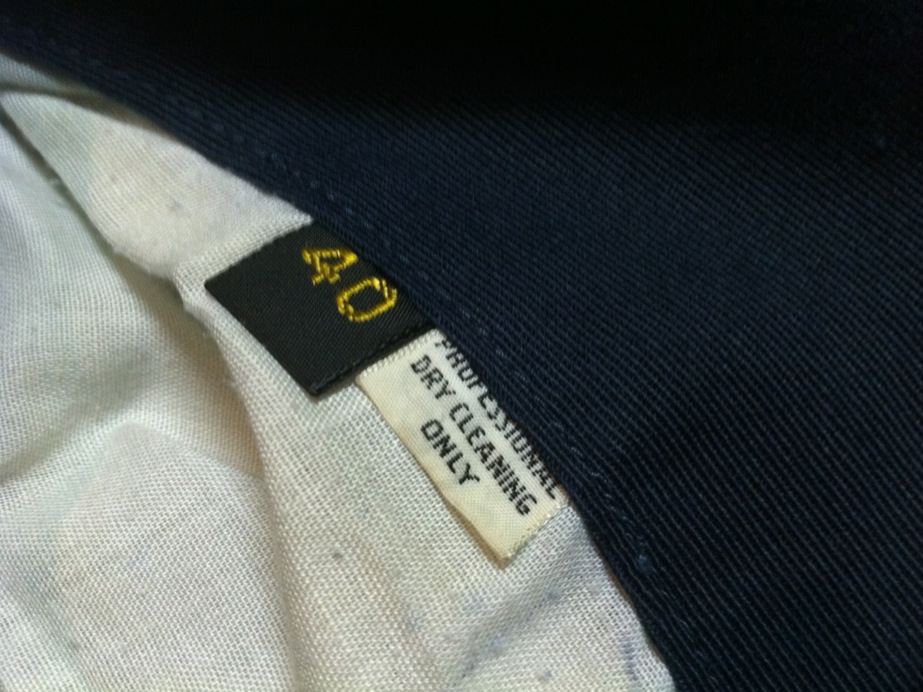 40
PROFESSIONAL
DRY CLEANING
ONLY